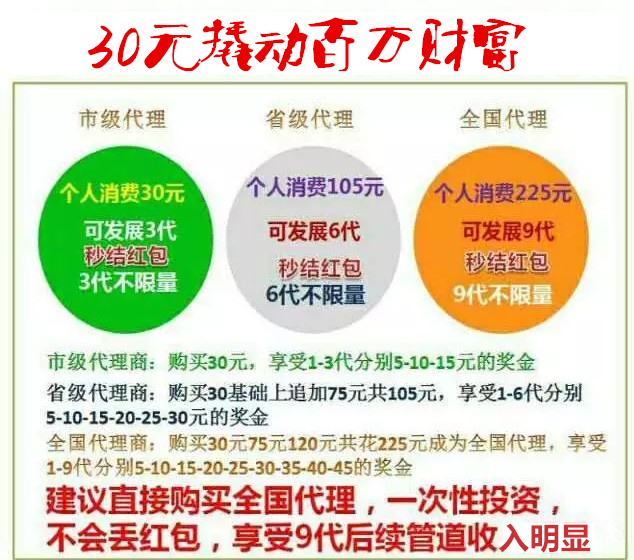 30元撬动百万财富
市级代理 省级代理 全国代理
个人消费30元 个人消费105元 个人消费225元
可发展3代 可发展6代 可发展9代
秒结红包 秒结红包 秒结红包
3代不限量 6代不限量 9代不限量
市级代理商：购买30元，享受1-3代分别5-10-15元的奖金
省级代理商：购买30基础上追加75元共105元，享受1-6代分别
5-10-15-20-25-30元的奖金
全国代理商：购买30元75元120元共花225元成为全国代理，享受
1-9代分别5-10-15-20-25-30-35-40-45的奖金
建议直接购买全国代理，一次性投资，
不会丢红包，享受9代后续管道收入明显